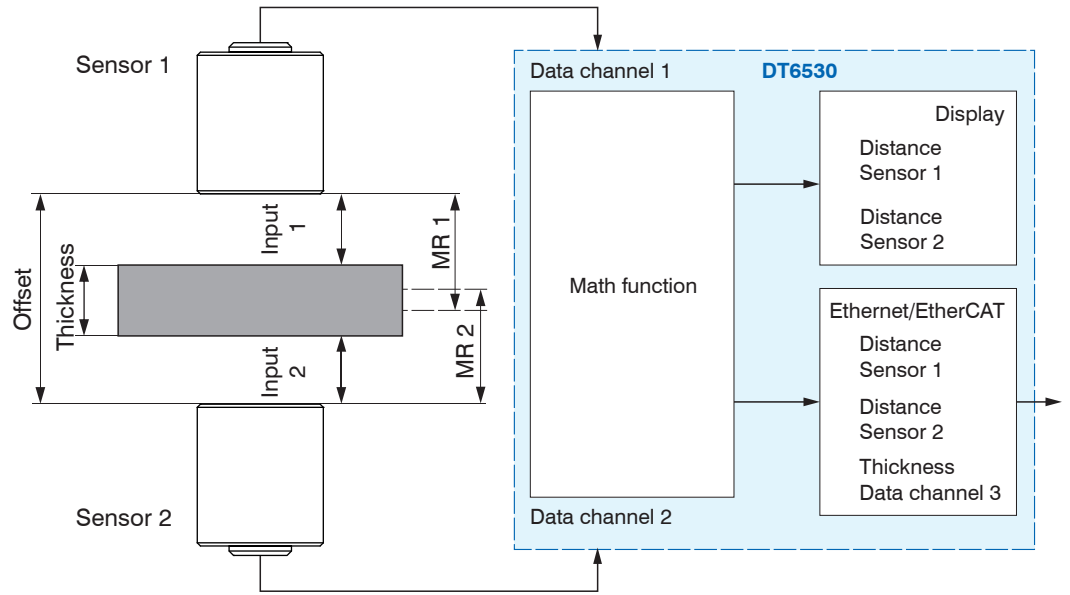 Sensor 1
Offset
Thickness
Input
1
MR 1
MR 2
Input
2
Sensor 2
Data channel 1
DT6530
Math function
Data channel 2
Display
Distance
Sensor 1
Distance
Sensor 2
Ethernet/EtherCAT
Distance
Sensor 1
Distance
Sensor 2
Thickness
Data channel 3